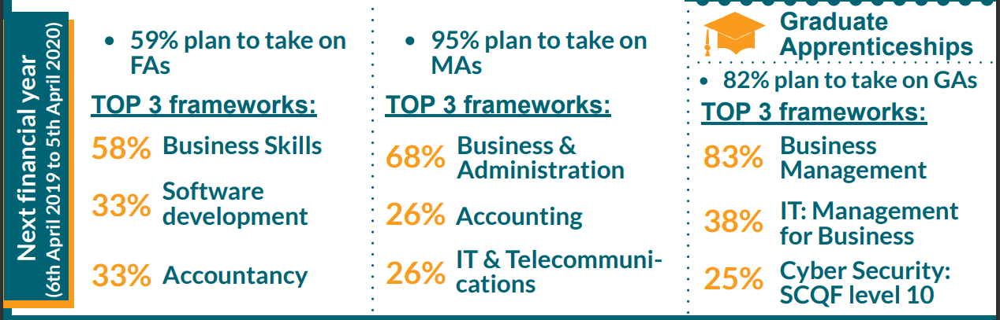 Next financial year
(6th April 2019 to 5th April 2020)
• 59% plan to take on
FAs
TOP 3 frameworks:
58% Business Skills
33% Software
development
33% Accountancy
• 95% plan to take on
MAs
TOP 3 frameworks:
68% Business &
Administration
26% Accounting
26% IT & Telecommuni-
cations
Graduate
Apprenticeships
• 82% plan to take on GAs
TOP 3 frameworks:
83% Business
Management
38% IT: Management
for Business
25% Cyber Security:
SCQF level 10